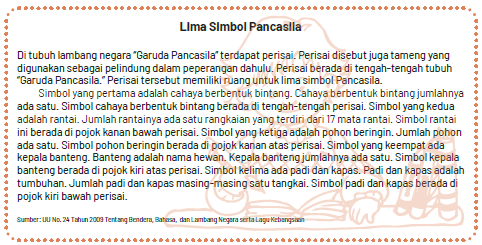 Lima Simbol Pancasila
Di tubuh lambang negara "Garuda Pancasila" terdapat perisai. Perisai disebut juga tameng yang
digunakan sebagai pelindung dalam peperangan dahulu. Perisai berada di tengah-tengah tubuh
"Garuda Pancasila." Perisai tersebut memiliki ruang untuk lima simbol Pancasila.
Simbol yang pertama adalah cahaya berbentuk bintang. Cahaya berbentuk bintang jumlahnya
ada satu. Simbol cahaya berbentuk bintang berada di tengah-tengah perisai. Simbol yang kedua
adalah rantai. Jumlah rantainya ada satu rangkaian yang terdiri dari 17 mata rantai. Simbol rantai
ini berada di pojok kanan bawah perisai. Simbol yang ketiga adalah pohon beringin. Jumlah pohon
ada satu. Simbol pohon beringin berada di pojok kanan atas perisai. Simbol yang keempat ada
kepala banteng. Banteng adalah nama hewan. Kepala banteng jumlahnya ada satu. Simbol kepala
banteng berada di pojok kiri atas perisai. Simbol kelima ada padi dan kapas. Padi dan kapas adalah
tumbuhan. Jumlah padi dan kapas masing-masing satu tangkai. Simbol padi dan kapas berada di
pojok kiri bawah perisai.
Sumber: UU No. 24 Tahun 2009 Tentang Bendera, Bahasa, dan Lambang Negara serta Lagu Kebangsaan